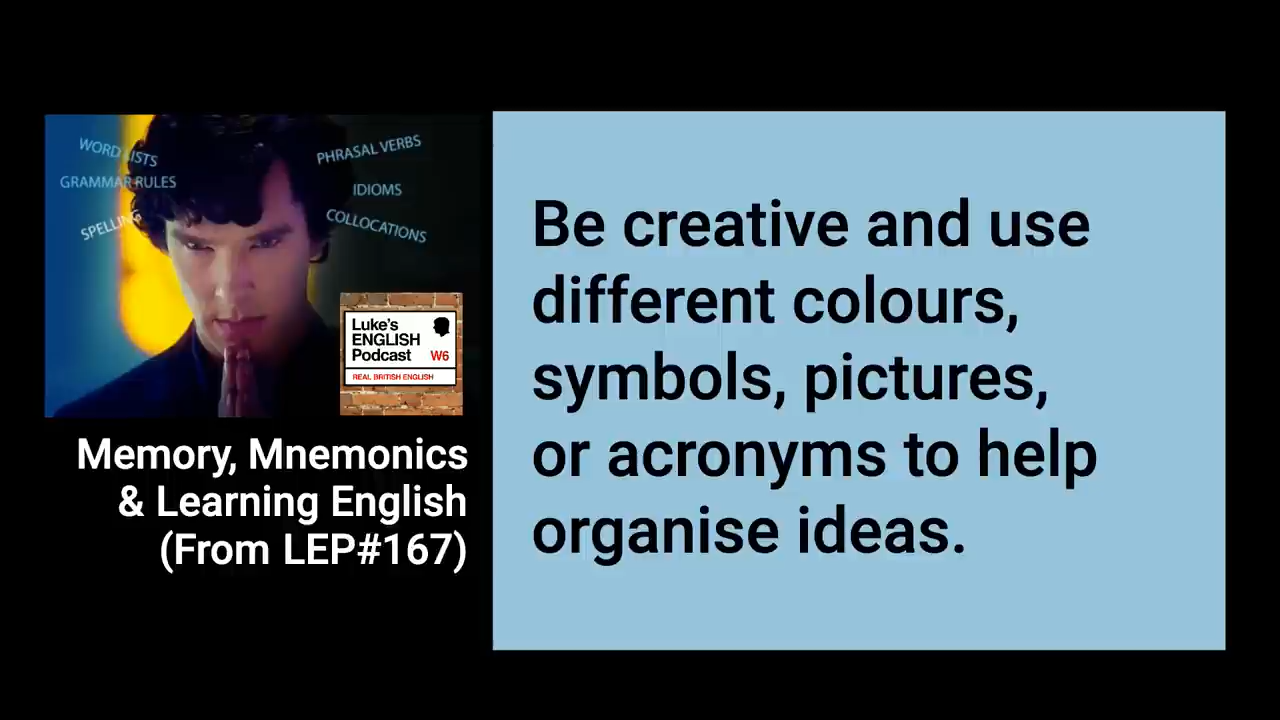 WORD LISTS
GRAMMAR RULES
SPELLING
PHRASAL VERBS
IDIOMS
COLLOCATIONS
Luke's
ENGLISH
Podcast W6
REAL BRITISH ENGLISH
Memory, Mnemonics
& Learning English
(From LEP#167)
Be creative and use
different colours,
symbols, pictures,
or acronyms to help
organise ideas.